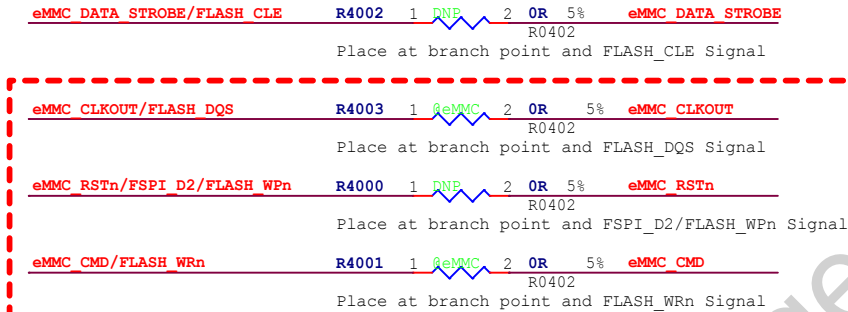 eMMC_DATA_STROBE/FLASH_CLE R4002 1 DNP 2 0R 5% eMMC_DATA_STROBE
R0402
Place at branch point and FLASH_CLE Signal
eMMC_CLKOUT/FLASH_DQS R4003 1 @eMMC 2 0R 5% eMMC_CLKOUT
R0402
Place at branch point and FLASH_DQS Signal
eMMC_RSTn/FSPI_D2/FLASH_WPn R4000 1 DNP 2 0R 5% eMMC_RSTn
R0402
Place at branch point and FSPI_D2/FLASH_WPn Signal
eMMC_CMD/FLASH_WRn R4001 1 @eMMC 2 0R 5% eMMC_CMD
R0402
Place at branch point and FLASH_WRn Signal